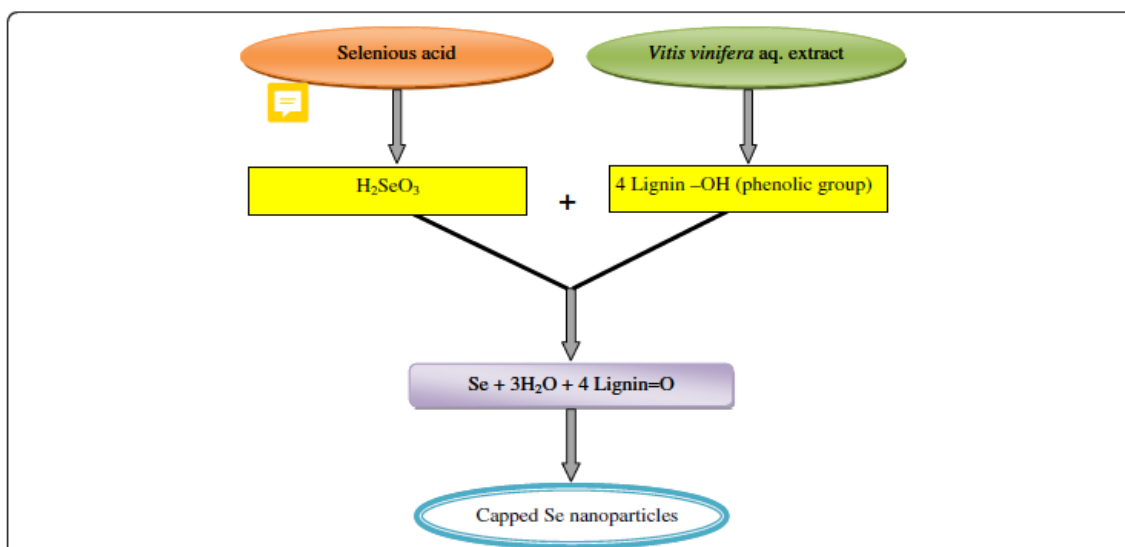 Selenious acid
Vitis vinifera aq. extract
H₂SeO₃
+
4 Lignin –OH (phenolic group)
Se + 3H₂O + 4 Lignin=O
Capped Se nanoparticles